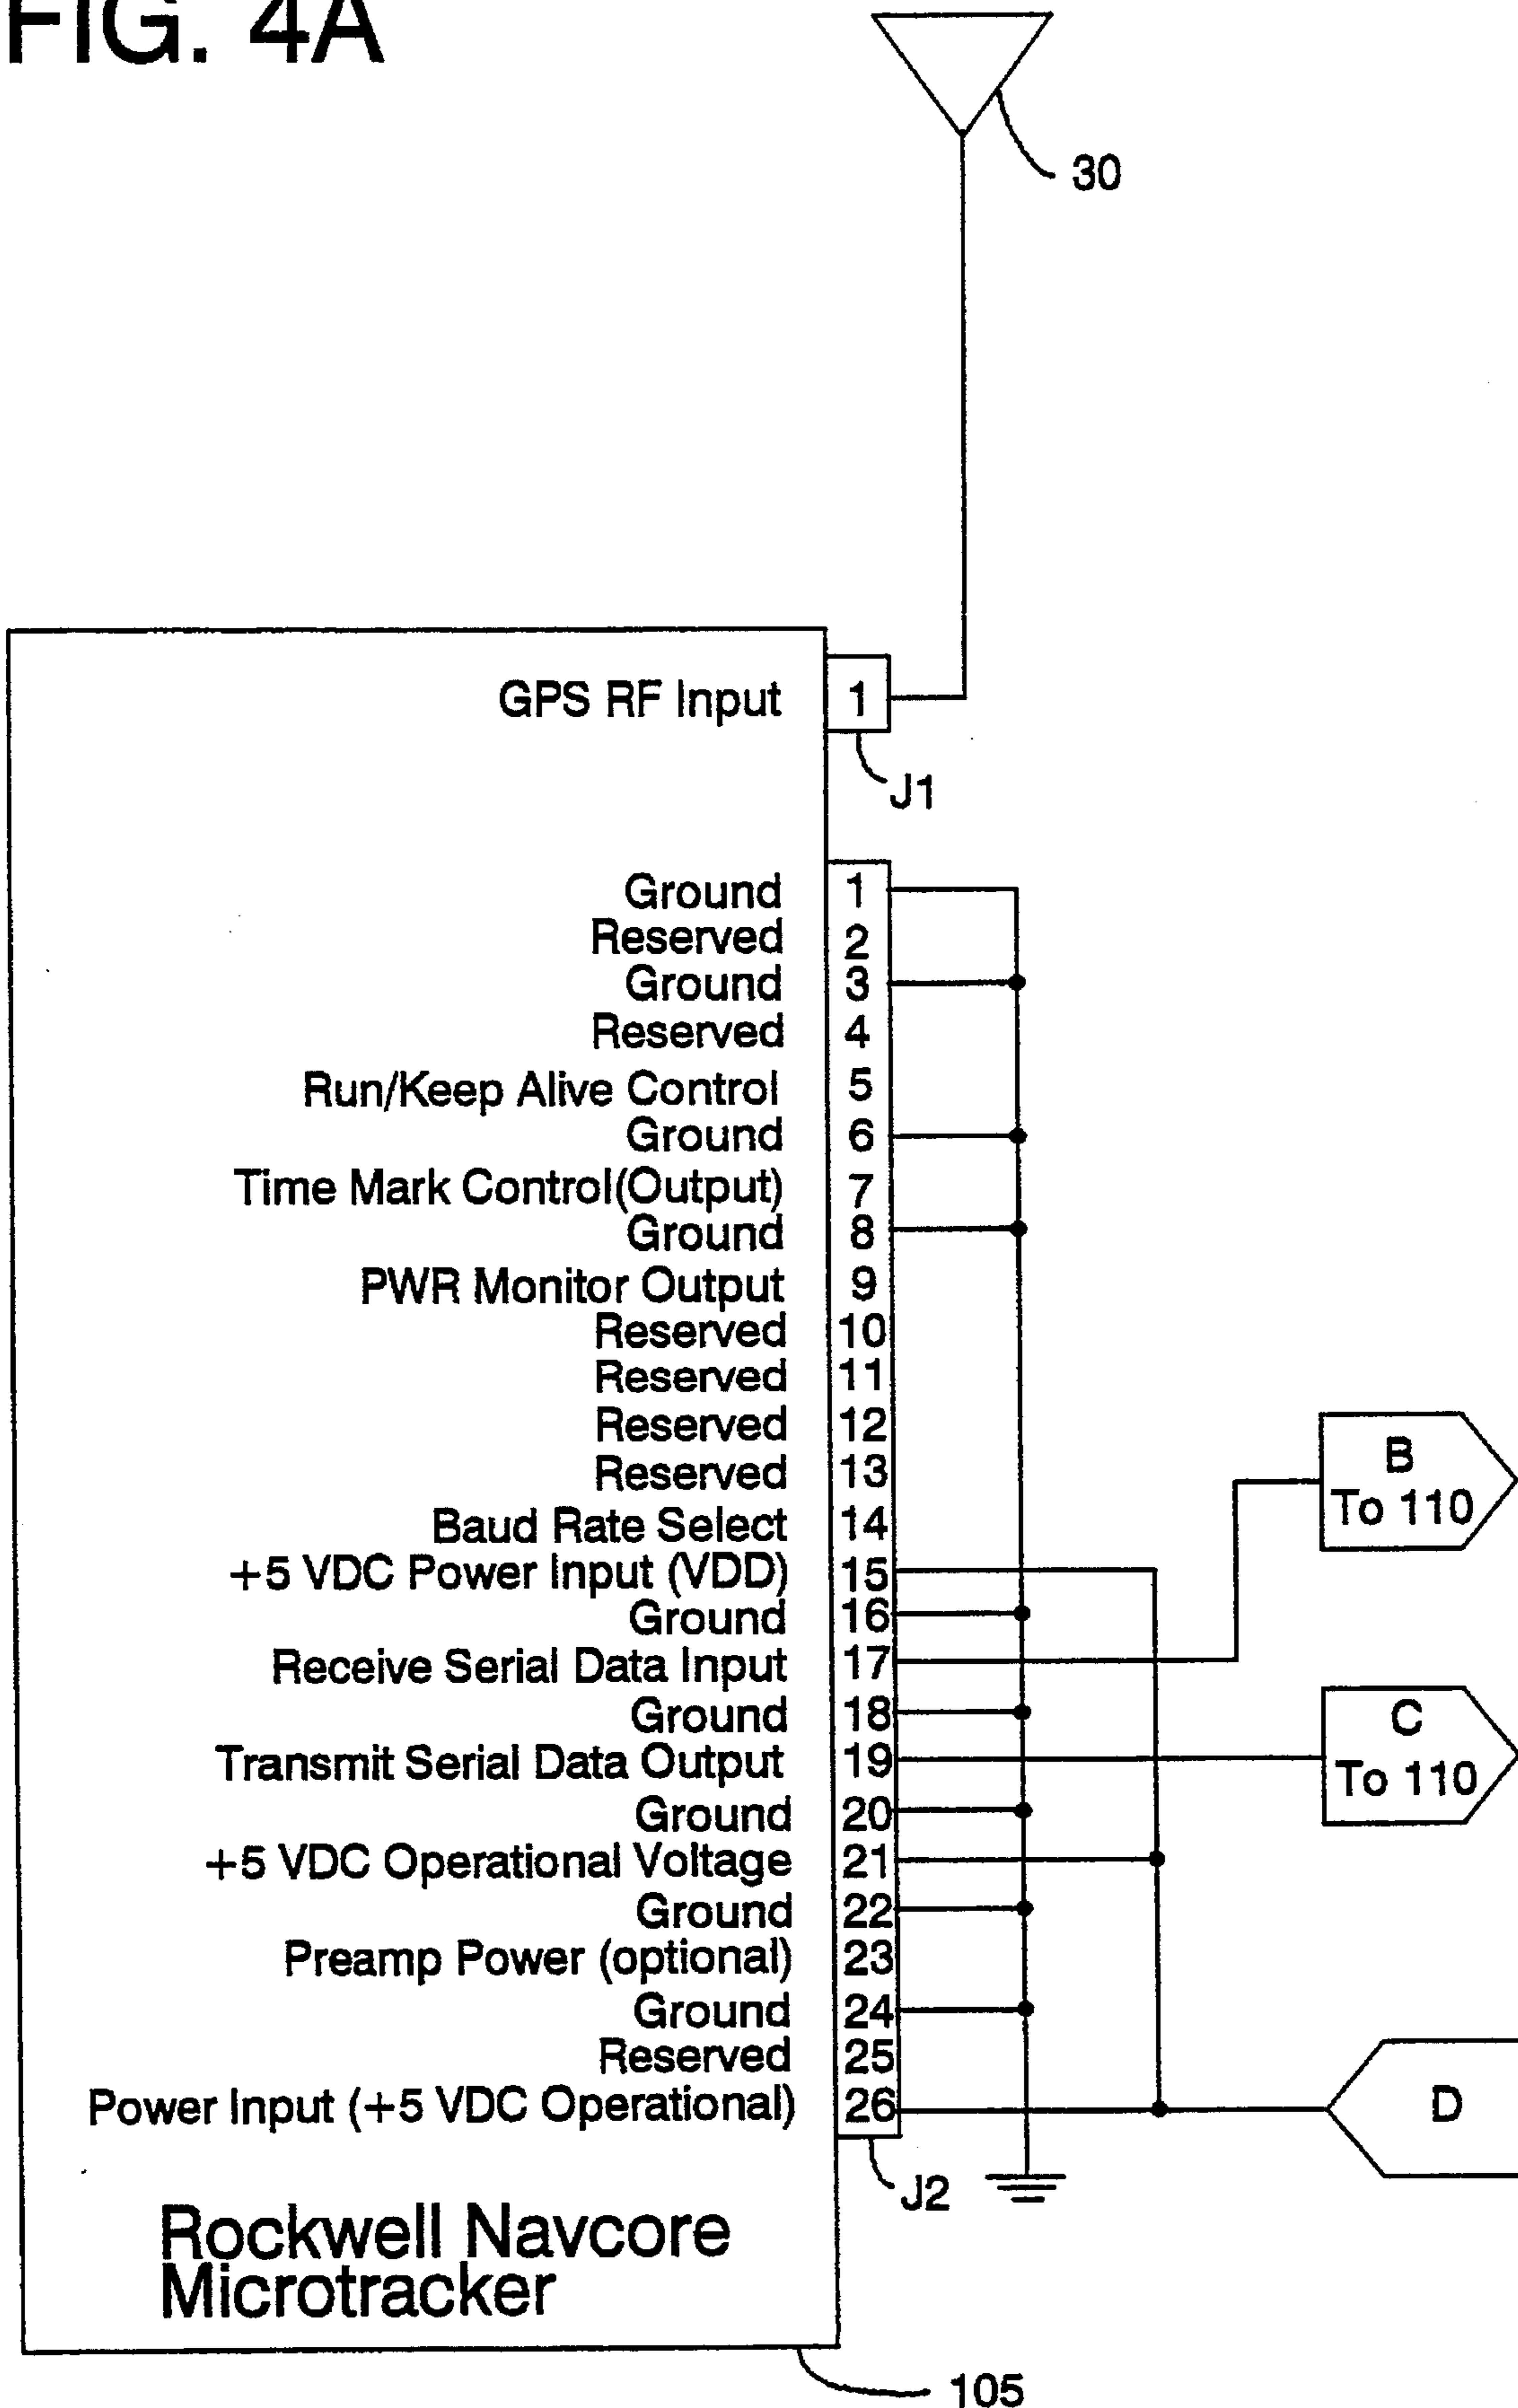 FIG. 4A
30
GPS RF Input 1
J1
Ground 1
Reserved 2
Ground 3
Reserved 4
Run/Keep Alive Control 5
Ground 6
Time Mark Control(Output) 7
Ground 8
PWR Monitor Output 9
Reserved 10
Reserved 11
Reserved 12
Reserved 13
B
To 110
Baud Rate Select 14
+5 VDC Power Input (VDD) 15
Ground 16
Receive Serial Data Input 17
Ground 18
C
To 110
Transmit Serial Data Output 19
Ground 20
+5 VDC Operational Voltage 21
Ground 22
Preamp Power (optional) 23
Ground 24
Reserved 25
Power Input (+5 VDC Operational) 26
D
J2
Rockwell Navcore
Microtracker
105